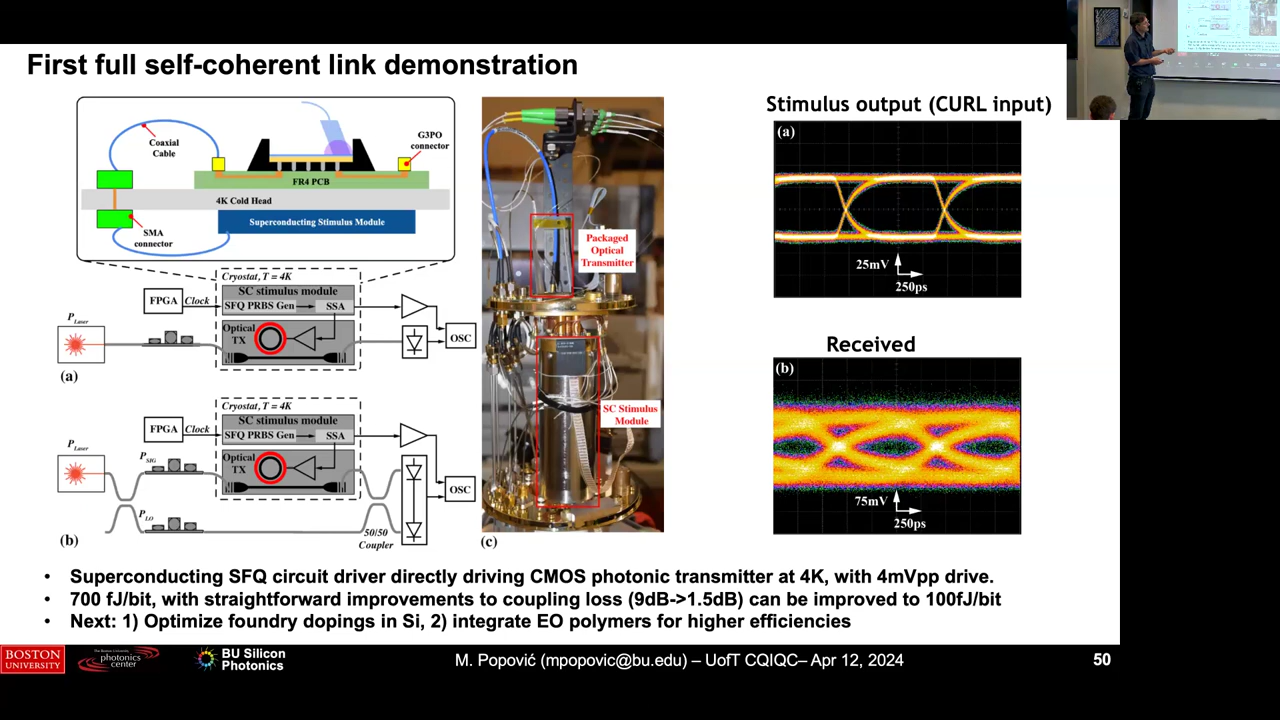 First full self-coherent link demonstration
Coaxial
Cable
G3PO
connector
FR4 PCB
4K Cold Head
Superconducting Stimulus Module
SMA
connector
Cryostat, T = 4K
SC stimulus module
FPGA
Clock
SFQ PRBS Gen
SSA
P_Laser
Optical
TX
OSC
(a)
Cryostat, T = 4K
SC stimulus module
FPGA
Clock
SFQ PRBS Gen
SSA
P_Laser
P_SIG
Optical
TX
OSC
P_LO
50/50
Coupler
(b)
Packaged
Optical
Transmitter
SC Stimulus
Module
(c)
Stimulus output (CURL input)
(a)
25mV
250ps
Received
(b)
75mV
250ps
• Superconducting SFQ circuit driver directly driving CMOS photonic transmitter at 4K, with 4mVpp drive.
• 700 fJ/bit, with straightforward improvements to coupling loss (9dB->1.5dB) can be improved to 100fJ/bit
• Next: 1) Optimize foundry dopings in Si, 2) integrate EO polymers for higher efficiencies
BOSTON
UNIVERSITY
photonics
center
BU Silicon
Photonics
M. Popović (mpopovic@bu.edu) – UofT CQIQC– Apr 12, 2024
50